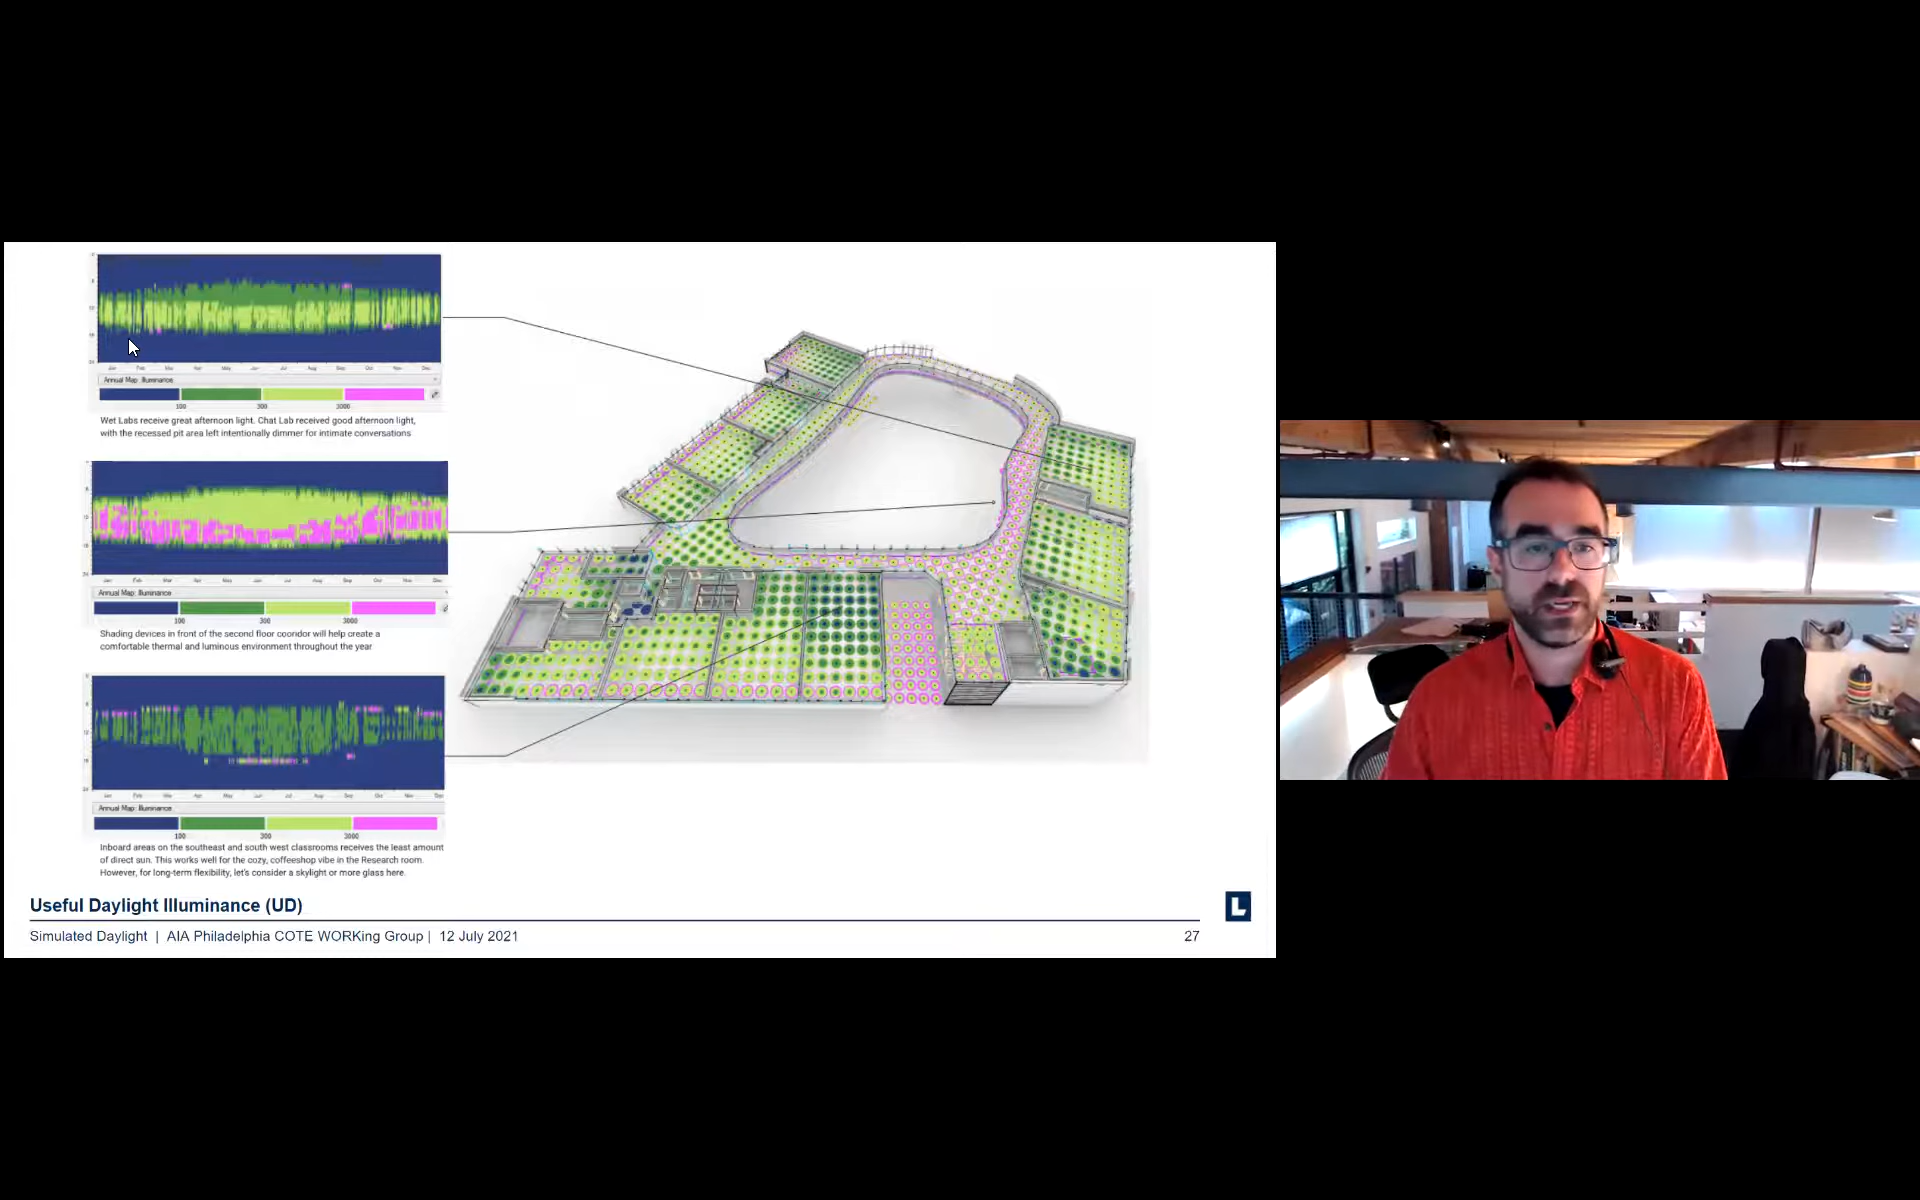 Annual Map: Illuminance
100 300 3000
Wet Labs receive great afternoon light. Chat Lab received good afternoon light,
with the recessed pit area left intentionally dimmer for intimate conversations
Annual Map: Illuminance
100 300 3000
Shading devices in front of the second floor cooridor will help create a
comfortable thermal and luminous environment throughout the year
Annual Map: Illuminance
100 300 3000
Inboard areas on the southeast and south west classrooms receives the least amount
of direct sun. This works well for the cozy, coffeeshop vibe in the Research room.
However, for long-term flexibility, let's consider a skylight or more glass here.
Useful Daylight Illuminance (UD)
L
Simulated Daylight | AIA Philadelphia COTE WORKing Group | 12 July 2021
27